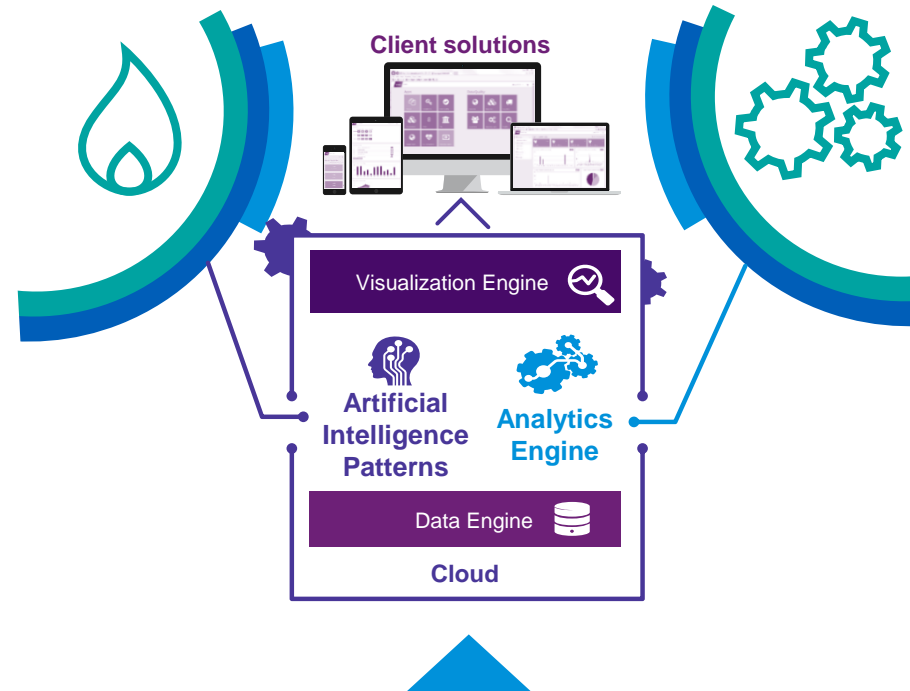 Client solutions
Visualization Engine
Artificial
Intelligence
Patterns
Analytics
Engine
Data Engine
Cloud